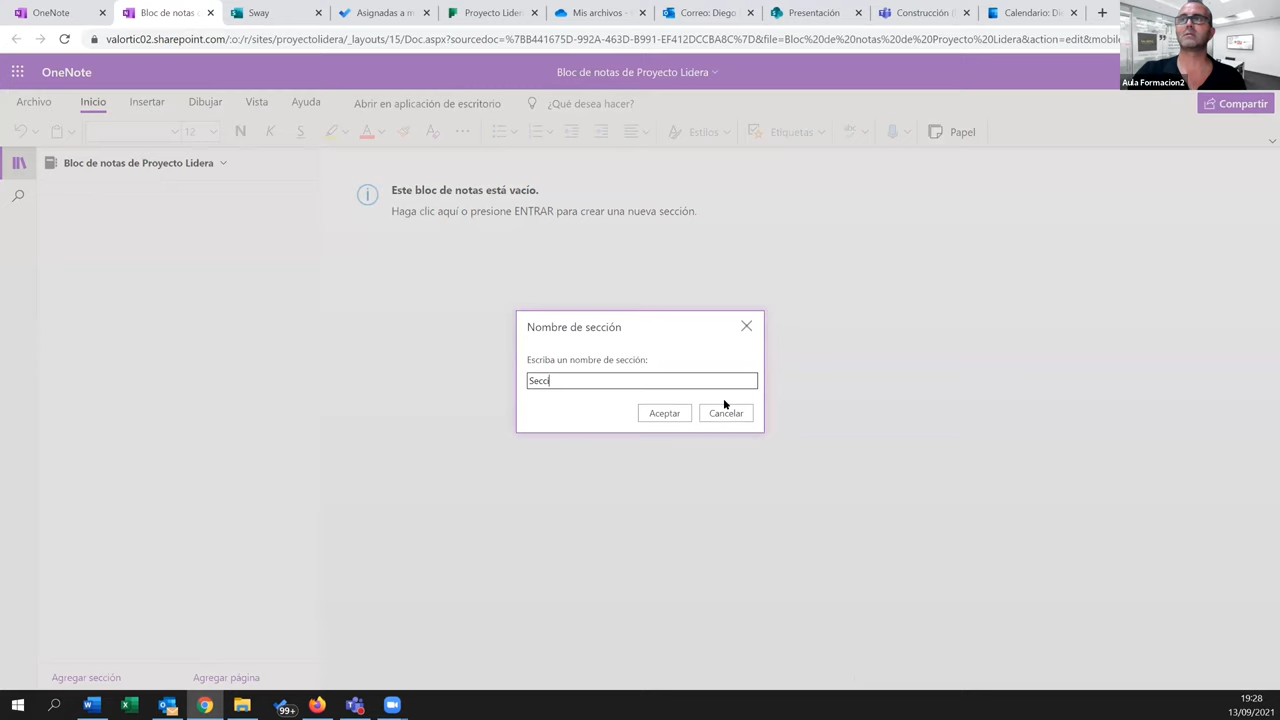 OneNote
Bloc de notas d
Sway
Asignadas a m
Proyecto Lider
Mis archivos -
Correo: Diego
Presentación
Construcción (
Calendario: Di
valortic02.sharepoint.com/:o:/r/sites/proyectolidera/_layouts/15/Doc.aspx?sourcedoc=%7BB441675D-992A-463D-B991-EF412DCCBA8C%7D&file=Bloc%20de%20notas%20de%20Proyecto%20Lidera&action=edit&mobile
OneNote
Bloc de notas de Proyecto Lidera
Aula Formacion2
Archivo
Inicio
Insertar
Dibujar
Vista
Ayuda
Abrir en aplicación de escritorio
¿Qué desea hacer?
Compartir
12
N
K
S
A
Estilos
Etiquetas
abc
Papel
Bloc de notas de Proyecto Lidera
Este bloc de notas está vacío.
Haga clic aquí o presione ENTRAR para crear una nueva sección.
Nombre de sección
Escriba un nombre de sección:
Secci
Aceptar
Cancelar
Agregar sección
Agregar página
99+
19:28
13/09/2021